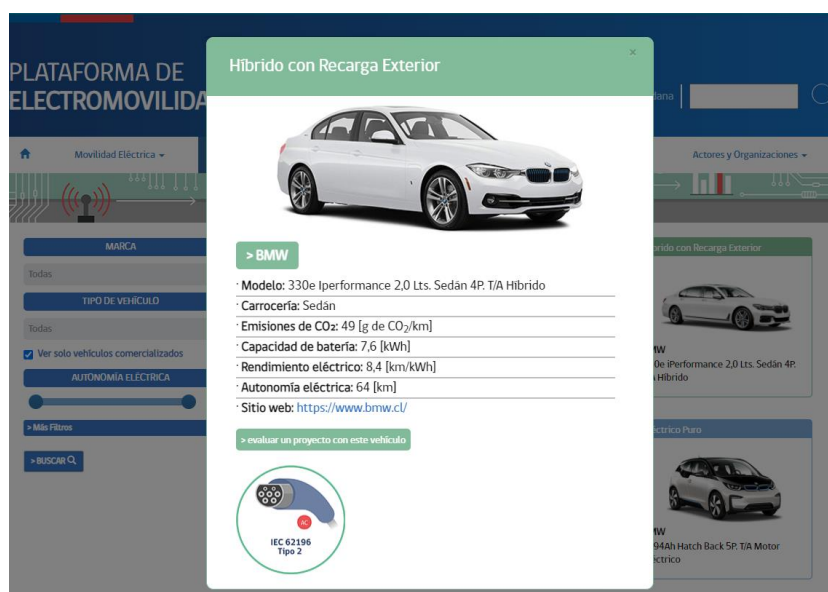 PLATAFORMA DE
ELECTROMOVILIDA
Híbrido con Recarga Exterior
×
Movilidad Eléctrica
Actores y Organizaciones
MARCA
Todas
TIPO DE VEHÍCULO
Todas
Ver solo vehículos comercializados
AUTONOMÍA ELÉCTRICA
> Más Filtros
> BUSCAR
> BMW
· Modelo: 330e Iperformance 2,0 Lts. Sedán 4P. T/A Híbrido
· Carrocería: Sedán
· Emisiones de CO2: 49 [g de CO2/km]
· Capacidad de batería: 7,6 [kWh]
· Rendimiento eléctrico: 8,4 [km/kWh]
· Autonomía eléctrica: 64 [km]
· Sitio web: https://www.bmw.cl/
> evaluar un proyecto con este vehículo
AC
IEC 62196
Tipo 2
brido con Recarga Exterior
MW
0e iPerformance 2,0 Lts. Sedán 4P.
Híbrido
ctrico Puro
MW
94Ah Hatch Back 5P. T/A Motor
ctrico